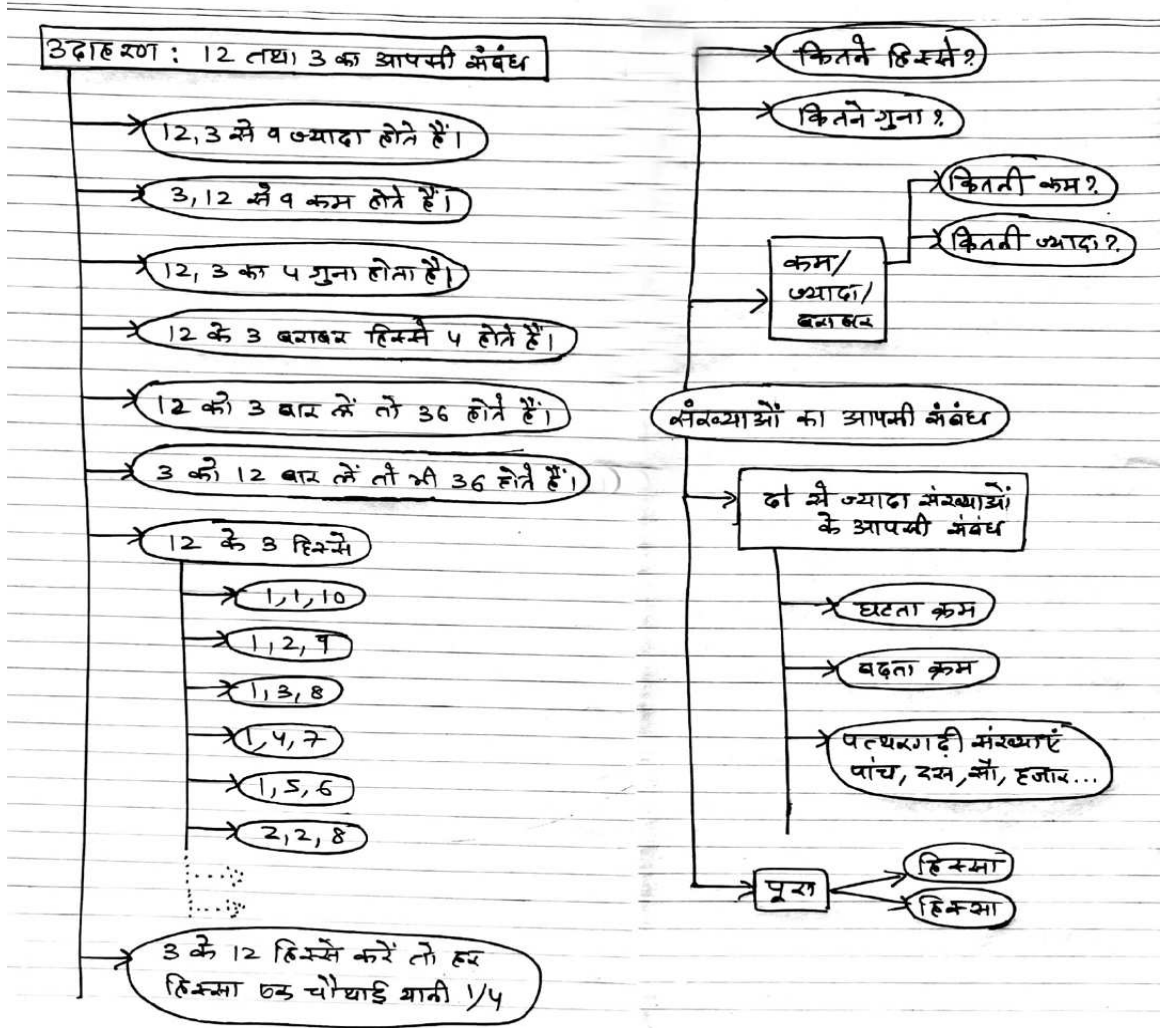 उदाहरण: 12 तथा 3 का आपसी संबंध
12, 3 से 9 ज्यादा होते हैं।
3, 12 से 9 कम होते हैं।
12, 3 का 4 गुना होता है।
12 के 3 बराबर हिस्से 4 होते हैं।
12 को 3 बार लें तो 36 होते हैं।
3 को 12 बार लें तो भी 36 होते हैं।
12 के 3 हिस्से
1, 1, 10
1, 2, 9
1, 3, 8
1, 4, 7
1, 5, 6
2, 2, 8
3 के 12 हिस्से करें तो हर
हिस्सा एक चौथाई यानी 1/4
कितने हिस्से?
कितने गुना?
कितनी कम?
कितनी ज्यादा?
कम/
ज्यादा/
बराबर
संख्याओं का आपसी संबंध
दो से ज्यादा संख्याओं
के आपसी संबंध
घटता क्रम
बढ़ता क्रम
पत्थरगढ़ी संख्याएं
पांच, दस, सौ, हजार...
पूरा
हिस्सा
हिस्सा